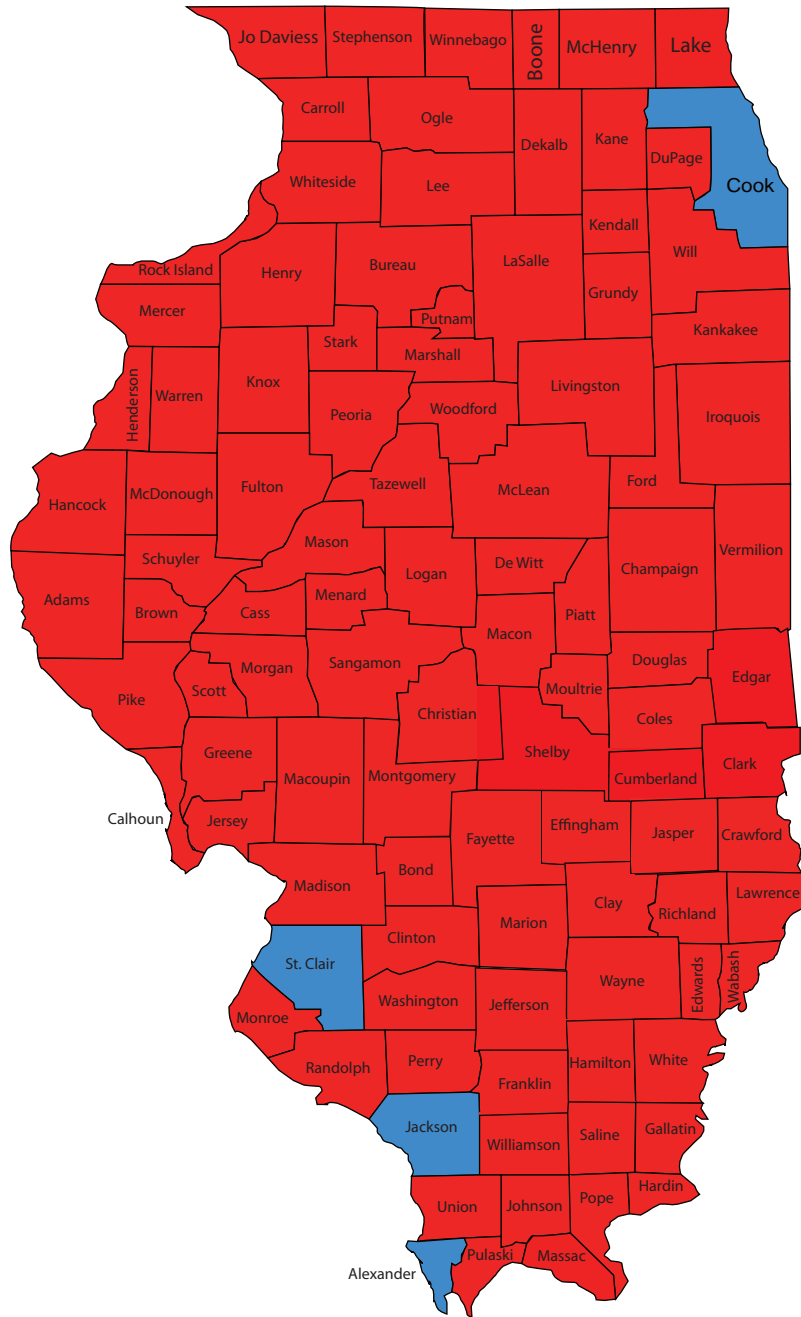 Jo Daviess
Stephenson
Winnebago
Boone
McHenry
Lake
Carroll
Ogle
Dekalb
Kane
DuPage
Cook
Whiteside
Lee
Kendall
Will
Rock Island
Henry
Bureau
LaSalle
Grundy
Mercer
Putnam
Kankakee
Stark
Marshall
Henderson
Warren
Knox
Peoria
Woodford
Livingston
Iroquois
Hancock
McDonough
Fulton
Tazewell
McLean
Ford
Mason
Schuyler
Logan
De Witt
Champaign
Vermilion
Adams
Brown
Cass
Menard
Piatt
Macon
Pike
Scott
Morgan
Sangamon
Christian
Moultrie
Douglas
Edgar
Coles
Greene
Macoupin
Montgomery
Shelby
Cumberland
Clark
Calhoun
Jersey
Fayette
Effingham
Jasper
Crawford
Madison
Bond
Marion
Clay
Richland
Lawrence
Clinton
St. Clair
Wayne
Edwards
Wabash
Monroe
Washington
Jefferson
Randolph
Perry
Franklin
Hamilton
White
Jackson
Williamson
Saline
Gallatin
Union
Johnson
Pope
Hardin
Alexander
Pulaski
Massac